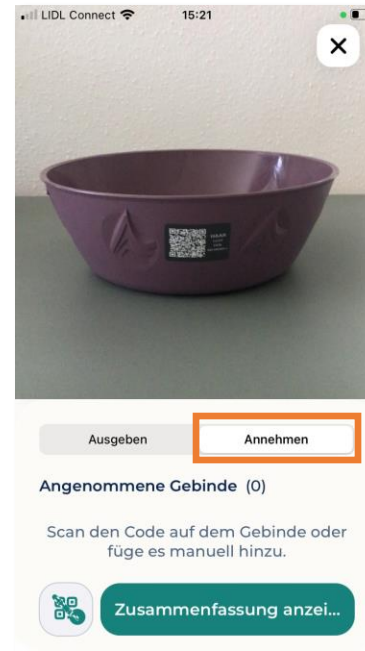 LIDL Connect 15:21
Ausgeben Annehmen
Angenommene Gebinde (0)
Scan den Code auf dem Gebinde oder
füge es manuell hinzu.
Zusammenfassung anzei...